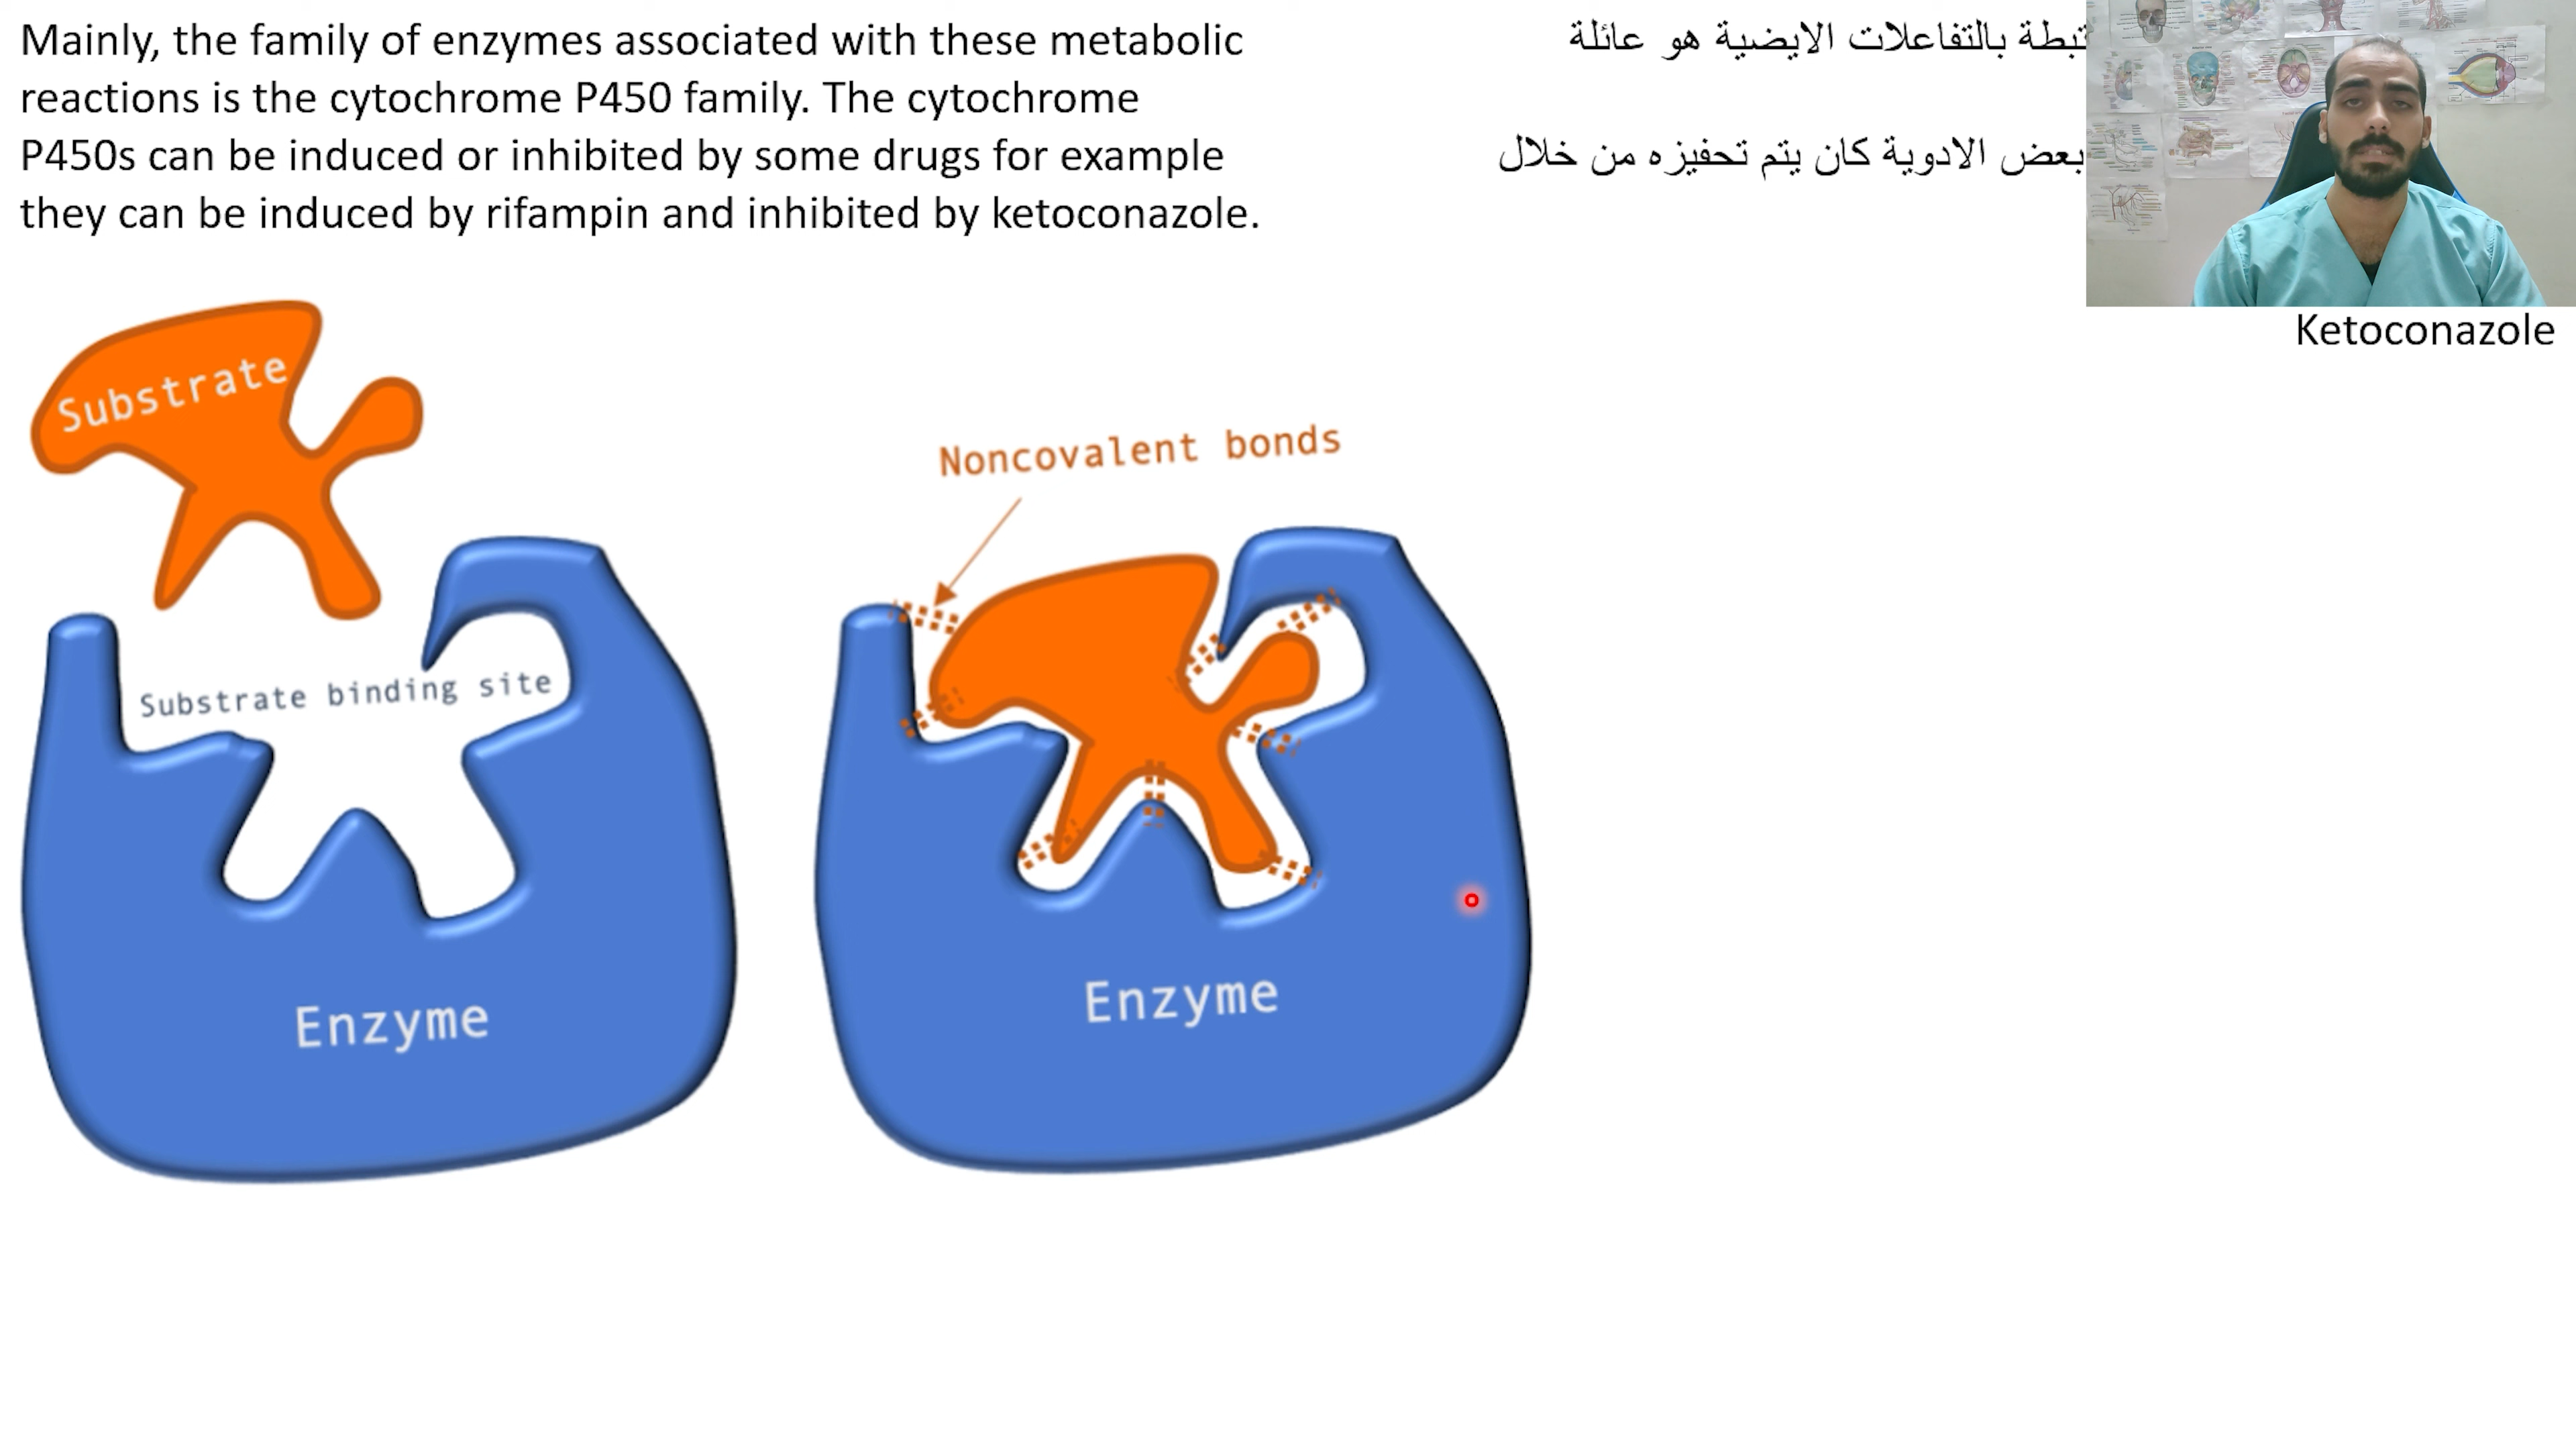 Mainly, the family of enzymes associated with these metabolic
reactions is the cytochrome P450 family. The cytochrome
P450s can be induced or inhibited by some drugs for example
they can be induced by rifampin and inhibited by ketoconazole.
بالتفاعلات الايضية هو عائلة
بعض الادوية كان يتم تحفيزه من خلال
Ketoconazole
Substrate
Noncovalent bonds
Substrate binding site
Enzyme
Enzyme